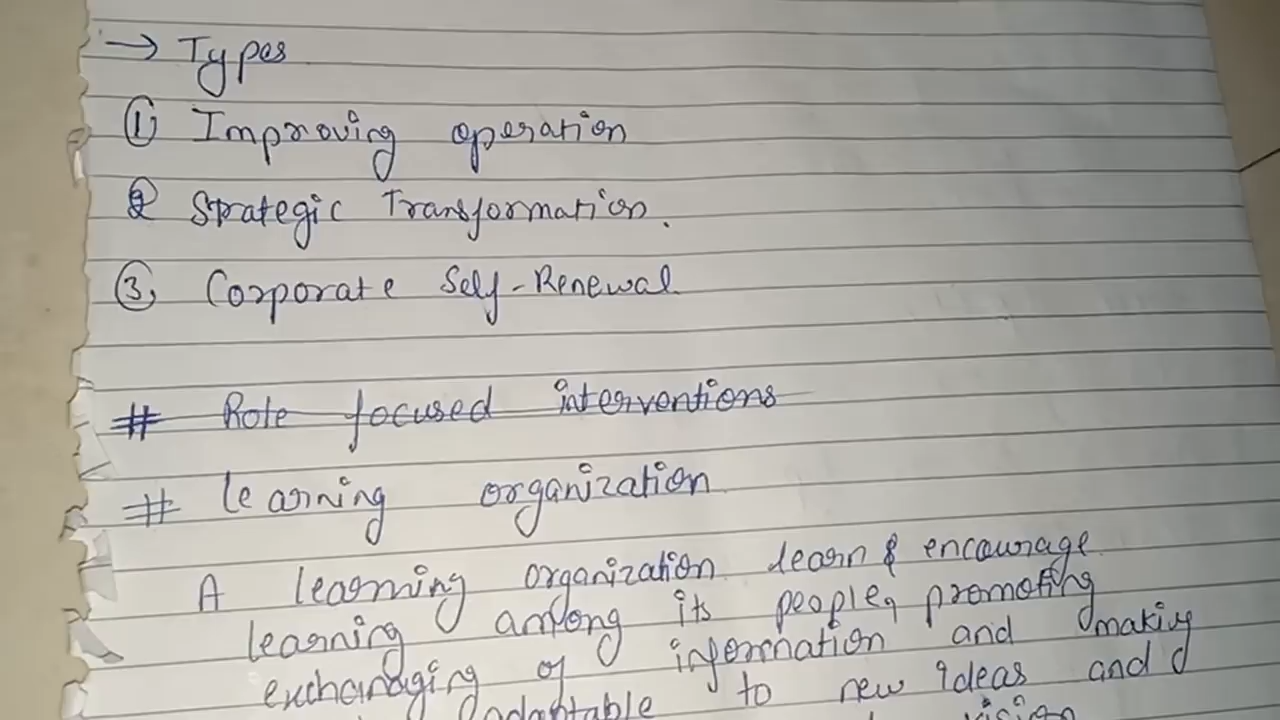 → Types
① Improving operation
② Strategic Transformation.
③ Corporate Self-Renewal
# Role focused interventions
# learning organization
A learning organization learn & encourage
learning among its people, promoting
exchanging of information and making
adaptable to new ideas and